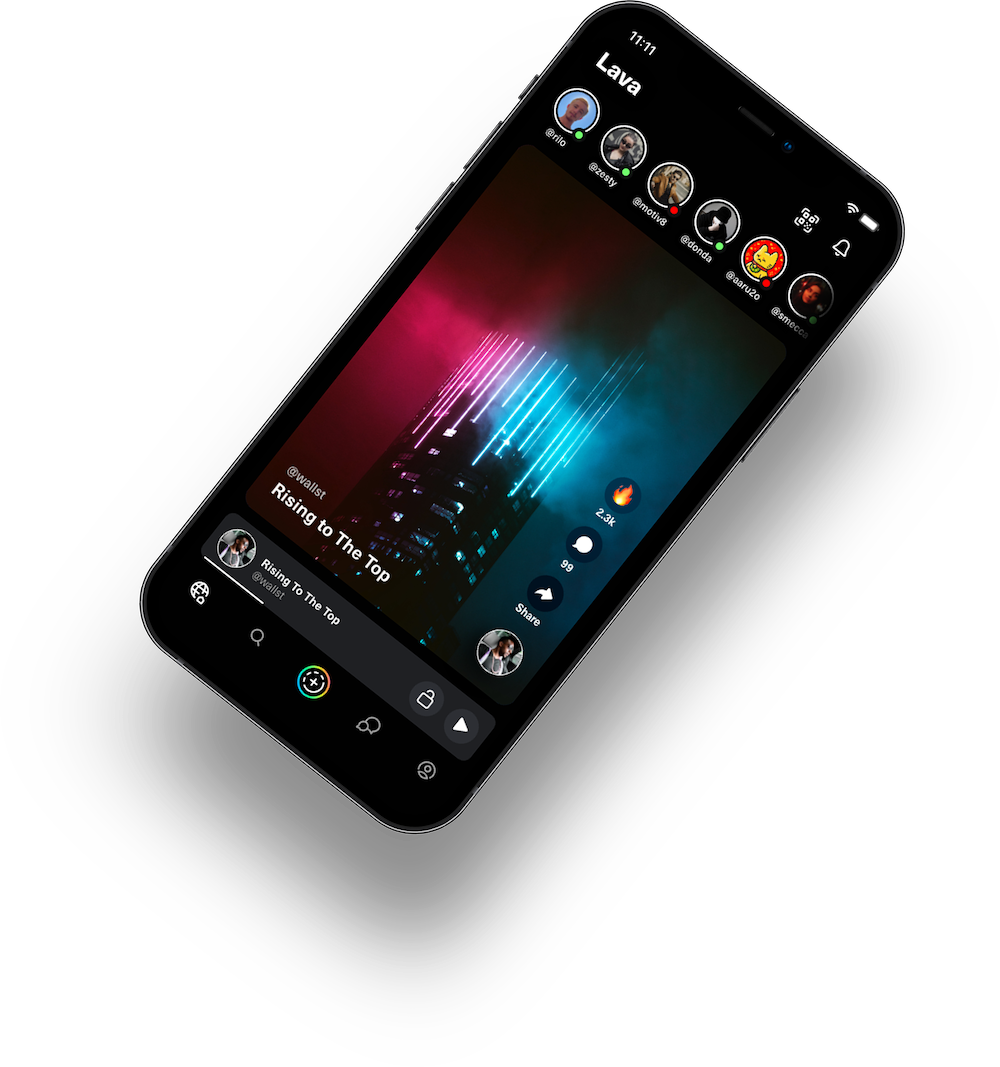 11:11
Lava
@rilo
@zesty
@motiv8
@donda
@aaru2o
@smecca
@wallst
Rising to The Top
2.3k
99
Share
Rising To The Top
@wallst